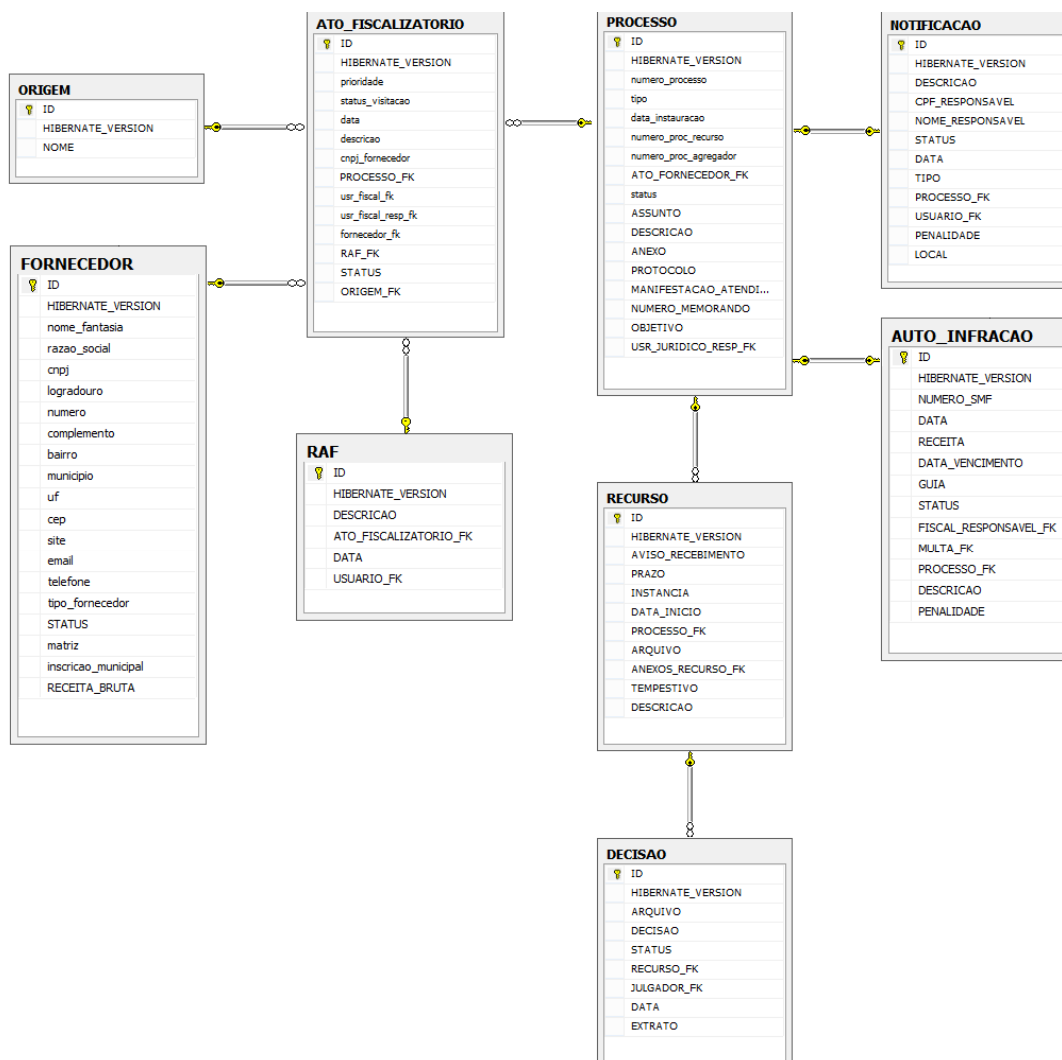 ORIGEM
ID
HIBERNATE_VERSION
NOME
FORNECEDOR
ID
HIBERNATE_VERSION
nome_fantasia
razao_social
cnpj
logradouro
numero
complemento
bairro
municipio
uf
cep
site
email
telefone
tipo_fornecedor
STATUS
matriz
inscricao_municipal
RECEITA_BRUTA
ATO_FISCALIZATORIO
ID
HIBERNATE_VERSION
prioridade
status_visitacao
data
descricao
cnpj_fornecedor
PROCESSO_FK
usr_fiscal_fk
usr_fiscal_resp_fk
fornecedor_fk
RAF_FK
STATUS
ORIGEM_FK
RAF
ID
HIBERNATE_VERSION
DESCRICAO
ATO_FISCALIZATORIO_FK
DATA
USUARIO_FK
PROCESSO
ID
HIBERNATE_VERSION
numero_processo
tipo
data_instauracao
numero_proc_recurso
numero_proc_agregador
ATO_FORNECEDOR_FK
status
ASSUNTO
DESCRICAO
ANEXO
PROTOCOLO
MANIFESTACAO_ATENDI...
NUMERO_MEMORANDO
OBJETIVO
USR_JURIDICO_RESP_FK
RECURSO
ID
HIBERNATE_VERSION
AVISO_RECEBIMENTO
PRAZO
INSTANCIA
DATA_INICIO
PROCESSO_FK
ARQUIVO
ANEXOS_RECURSO_FK
TEMPESTIVO
DESCRICAO
DECISAO
ID
HIBERNATE_VERSION
ARQUIVO
DECISAO
STATUS
RECURSO_FK
JULGADOR_FK
DATA
EXTRATO
NOTIFICACAO
ID
HIBERNATE_VERSION
DESCRICAO
CPF_RESPONSAVEL
NOME_RESPONSAVEL
STATUS
DATA
TIPO
PROCESSO_FK
USUARIO_FK
PENALIDADE
LOCAL
AUTO_INFRACAO
ID
HIBERNATE_VERSION
NUMERO_SMF
DATA
RECEITA
DATA_VENCIMENTO
GUIA
STATUS
FISCAL_RESPONSAVEL_FK
MULTA_FK
PROCESSO_FK
DESCRICAO
PENALIDADE